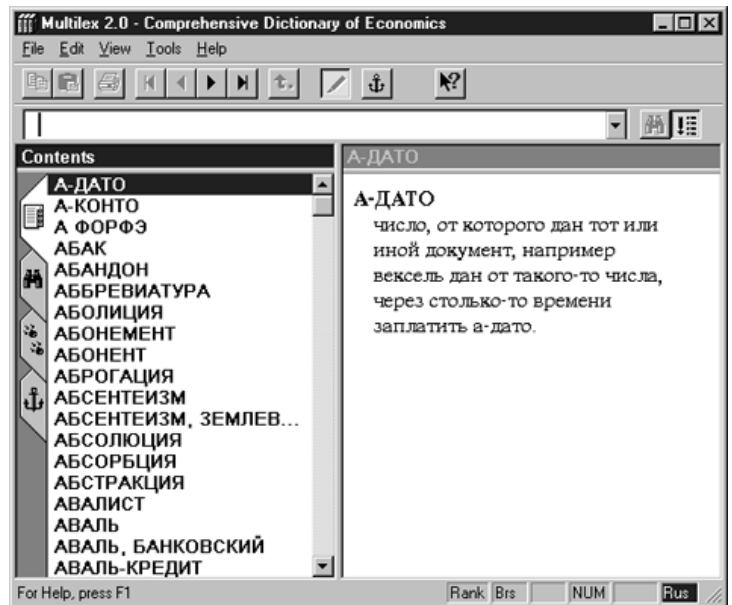 Multilex 2.0 - Comprehensive Dictionary of Economics
File Edit View Tools Help
Contents
А-ДАТО
А-КОНТО
А ФОРФЭ
АБАК
АБАНДОН
АББРЕВИАТУРА
АБОЛИЦИЯ
АБОНЕМЕНТ
АБОНЕНТ
АБРОГАЦИЯ
АБСЕНТЕИЗМ
АБСЕНТЕИЗМ, ЗЕМЛЕВ...
АБСОЛЮЦИЯ
АБСОРБЦИЯ
АБСТРАКЦИЯ
АВАЛИСТ
АВАЛЬ
АВАЛЬ, БАНКОВСКИЙ
АВАЛЬ-КРЕДИТ
А-ДАТО
А-ДАТО
число, от которого дан тот или
иной документ, например
вексель дан от такого-то числа,
через столько-то времени
заплатить а-дато.
For Help, press F1
Rank Brs NUM Rus